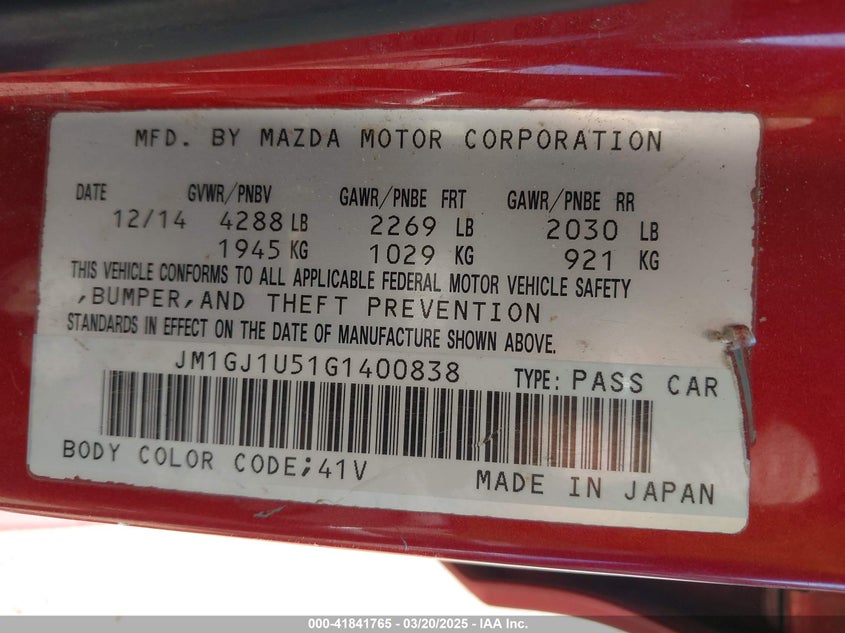 MFD. BY MAZDA MOTOR CORPORATION
DATE GVWR/PNBV GAWR/PNBE FRT GAWR/PNBE RR
12/14 4288 LB 2269 LB 2030 LB
1945 KG 1029 KG 921 KG
THIS VEHICLE CONFORMS TO ALL APPLICABLE FEDERAL MOTOR VEHICLE SAFETY
,BUMPER,AND THEFT PREVENTION
STANDARDS IN EFFECT ON THE DATE OF MANUFACTURE SHOWN ABOVE.
JM1GJ1U51G1400838 TYPE: PASS CAR
BODY COLOR CODE;41V
MADE IN JAPAN
000-41841765 - 03/20/2025 - IAA Inc.